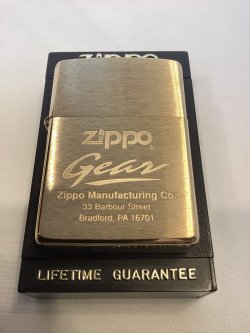 ZIPPO
Zippo
Gear
Zippo Manufacturing Co.
33 Barbour Street
Bradford, PA 16701
LIFETIME GUARANTEE